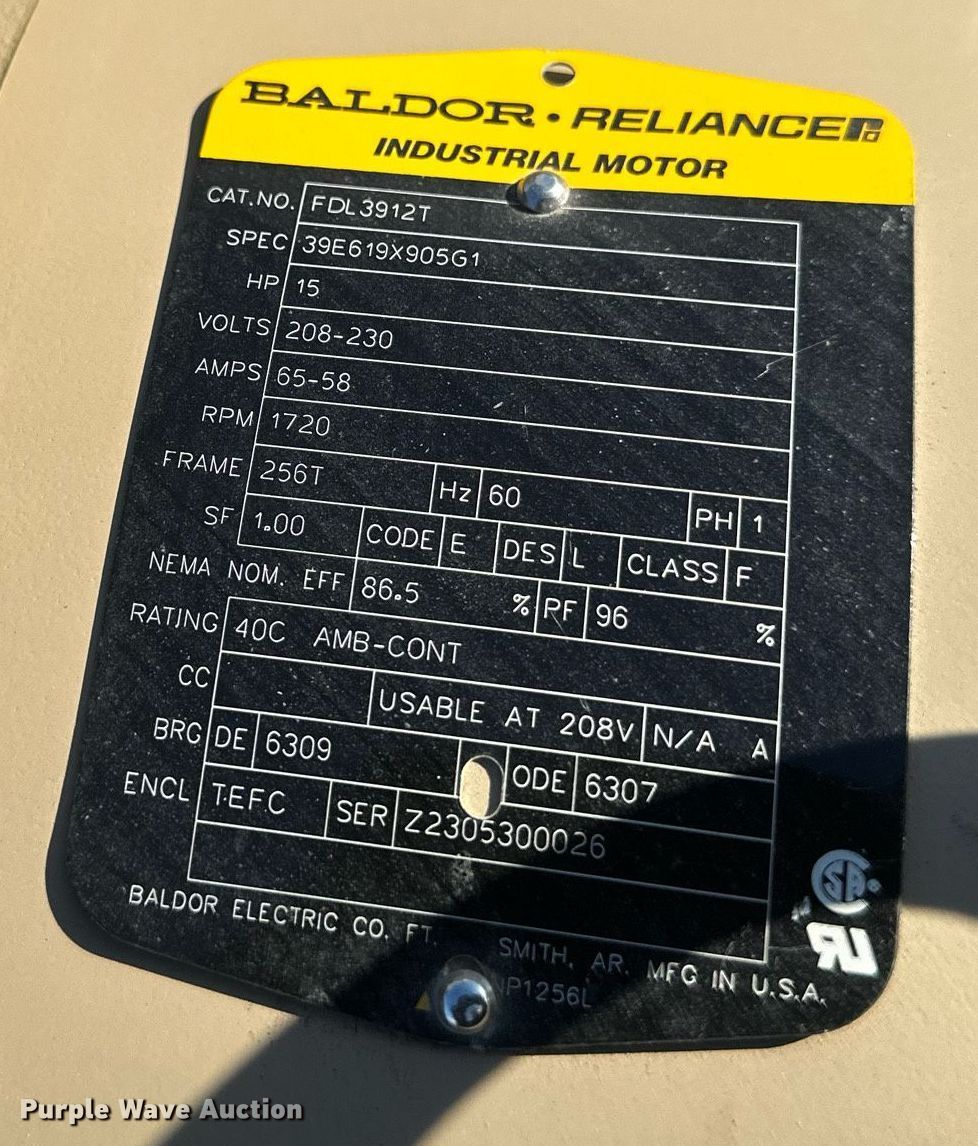 BALDOR • RELIANCE
INDUSTRIAL MOTOR
CAT.NO. FDL3912T
SPEC 39E619X905G1
HP 15
VOLTS 208-230
AMPS 65-58
RPM 1720
FRAME 256T Hz 60 PH 1
SF 1.00 CODE E DES L CLASS F
NEMA NOM. EFF 86.5 % PF 96 %
RATING 40C AMB-CONT
CC USABLE AT 208V N/A A
BRG DE 6309 ODE 6307
ENCL TEFC SER Z2305300026
BALDOR ELECTRIC CO. FT. SMITH, AR. MFG IN U.S.A.
NP1256L
Purple Wave Auction